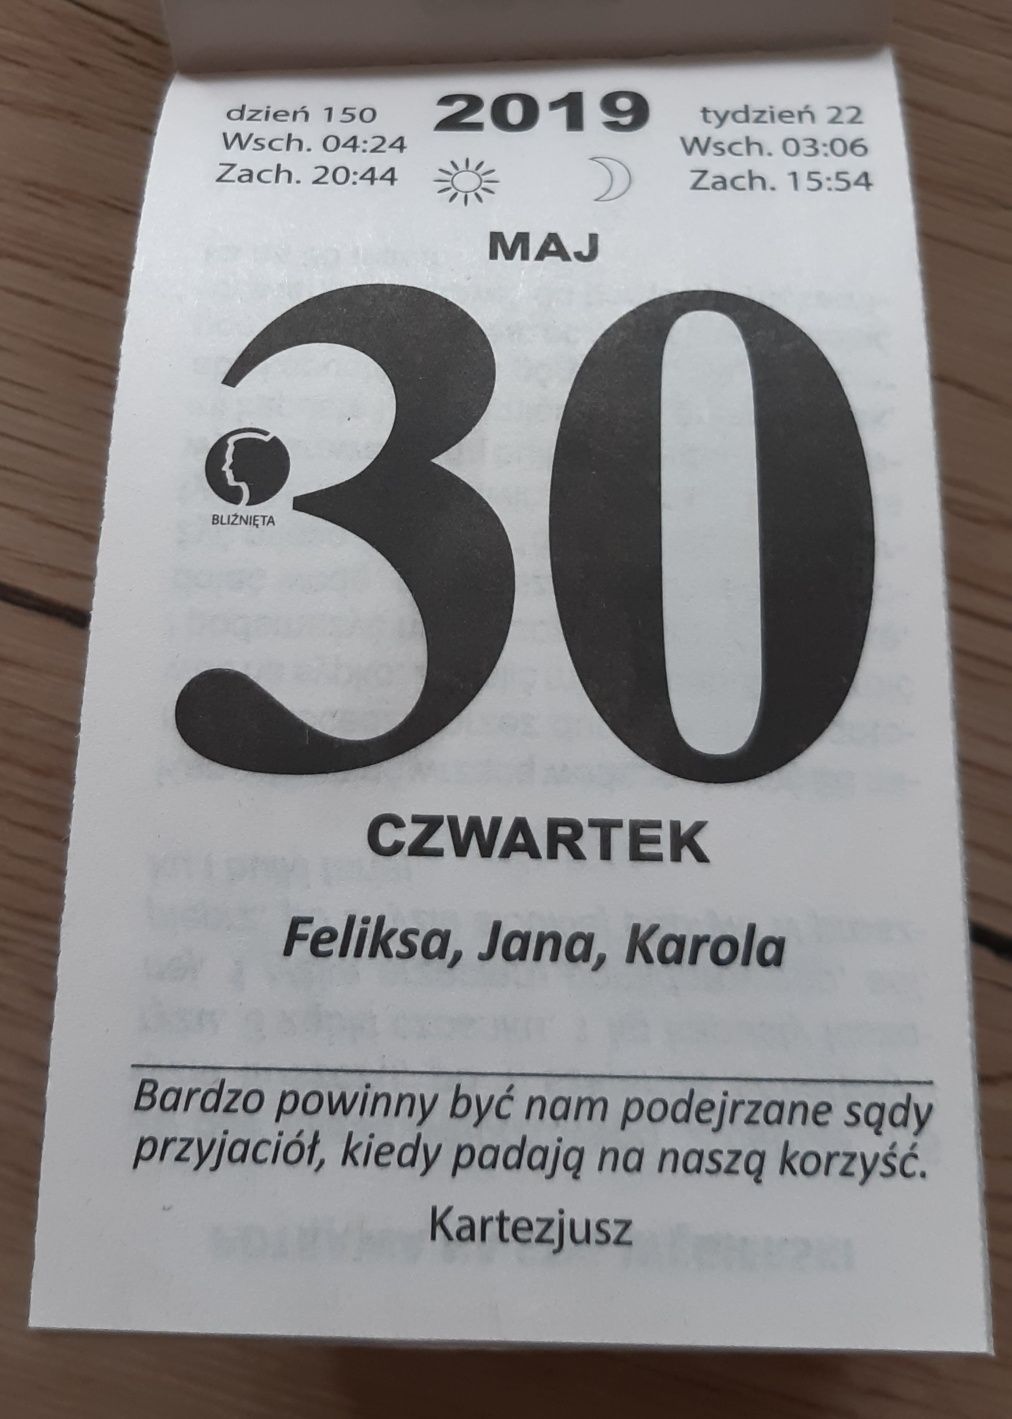 dzień 150
Wsch. 04:24
Zach. 20:44
2019
tydzień 22
Wsch. 03:06
Zach. 15:54
MAJ
30
BLIŹNIĘTA
CZWARTEK
Feliksa, Jana, Karola
Bardzo powinny być nam podejrzane sądy
przyjaciół, kiedy padają na naszą korzyść.
Kartezjusz